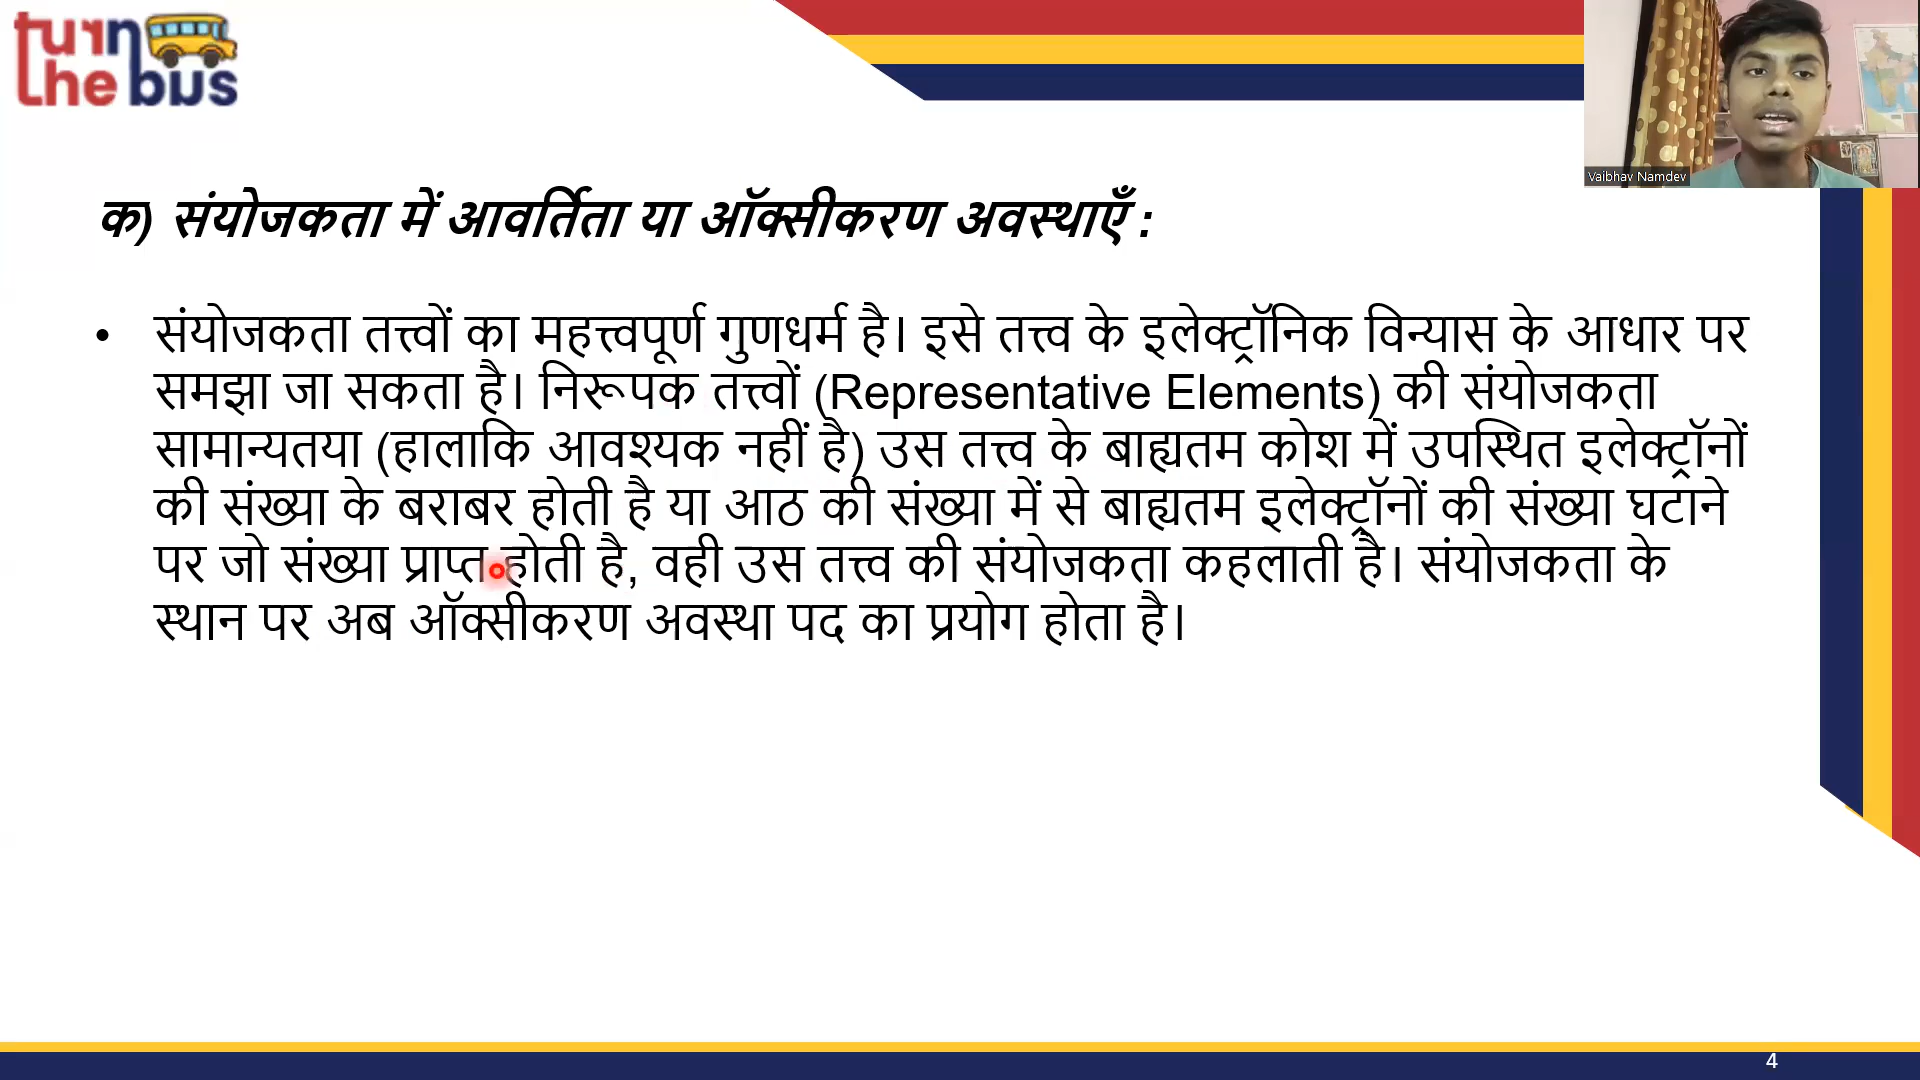 turn
the bus
Vaibhav Namdev
क) संयोजकता में आवर्तिता या ऑक्सीकरण अवस्थाएँ :
• संयोजकता तत्त्वों का महत्त्वपूर्ण गुणधर्म है। इसे तत्त्व के इलेक्ट्रॉनिक विन्यास के आधार पर
समझा जा सकता है। निरूपक तत्त्वों (Representative Elements) की संयोजकता
सामान्यतया (हालाकि आवश्यक नहीं है) उस तत्त्व के बाह्यतम कोश में उपस्थित इलेक्ट्रॉनों
की संख्या के बराबर होती है या आठ की संख्या में से बाह्यतम इलेक्ट्रॉनों की संख्या घटाने
पर जो संख्या प्राप्त होती है, वही उस तत्त्व की संयोजकता कहलाती है। संयोजकता के
स्थान पर अब ऑक्सीकरण अवस्था पद का प्रयोग होता है।
4